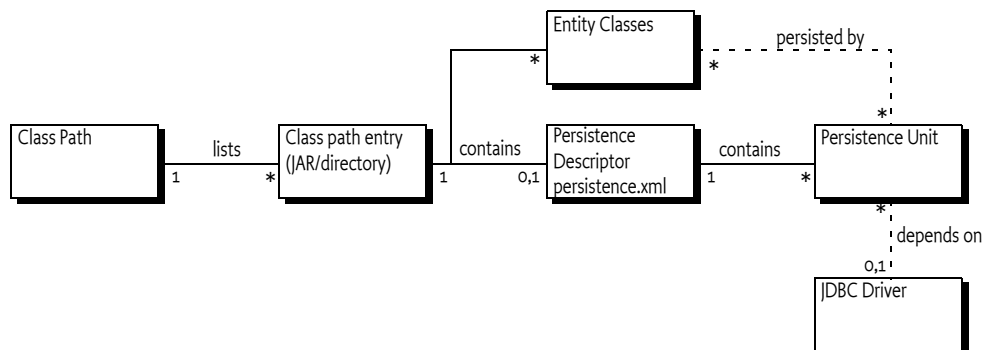 Entity Classes
persisted by
*
*
*
Class Path
lists
1
*
Class path entry
(JAR/directory)
contains
1
0,1
Persistence
Descriptor
persistence.xml
contains
1
*
Persistence Unit
*
depends on
0,1
JDBC Driver